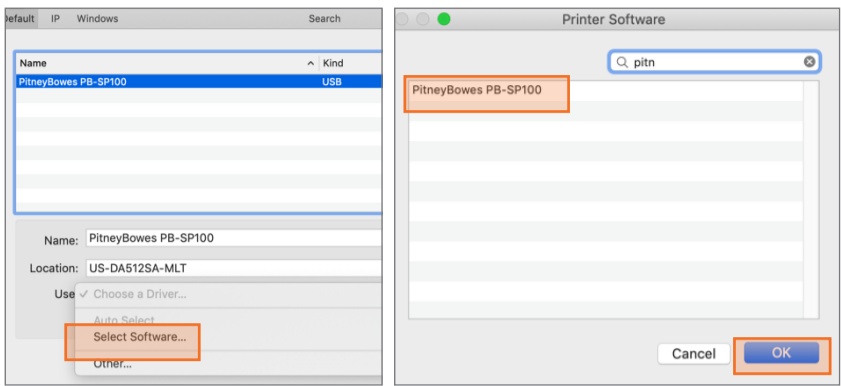 Default IP Windows Search
Name Kind
PitneyBowes PB-SP100 USB
Name: PitneyBowes PB-SP100
Location: US-DA512SA-MLT
Use ✓ Choose a Driver...
Auto Select
Select Software...
Other...
Printer Software
pitn
PitneyBowes PB-SP100
Cancel OK